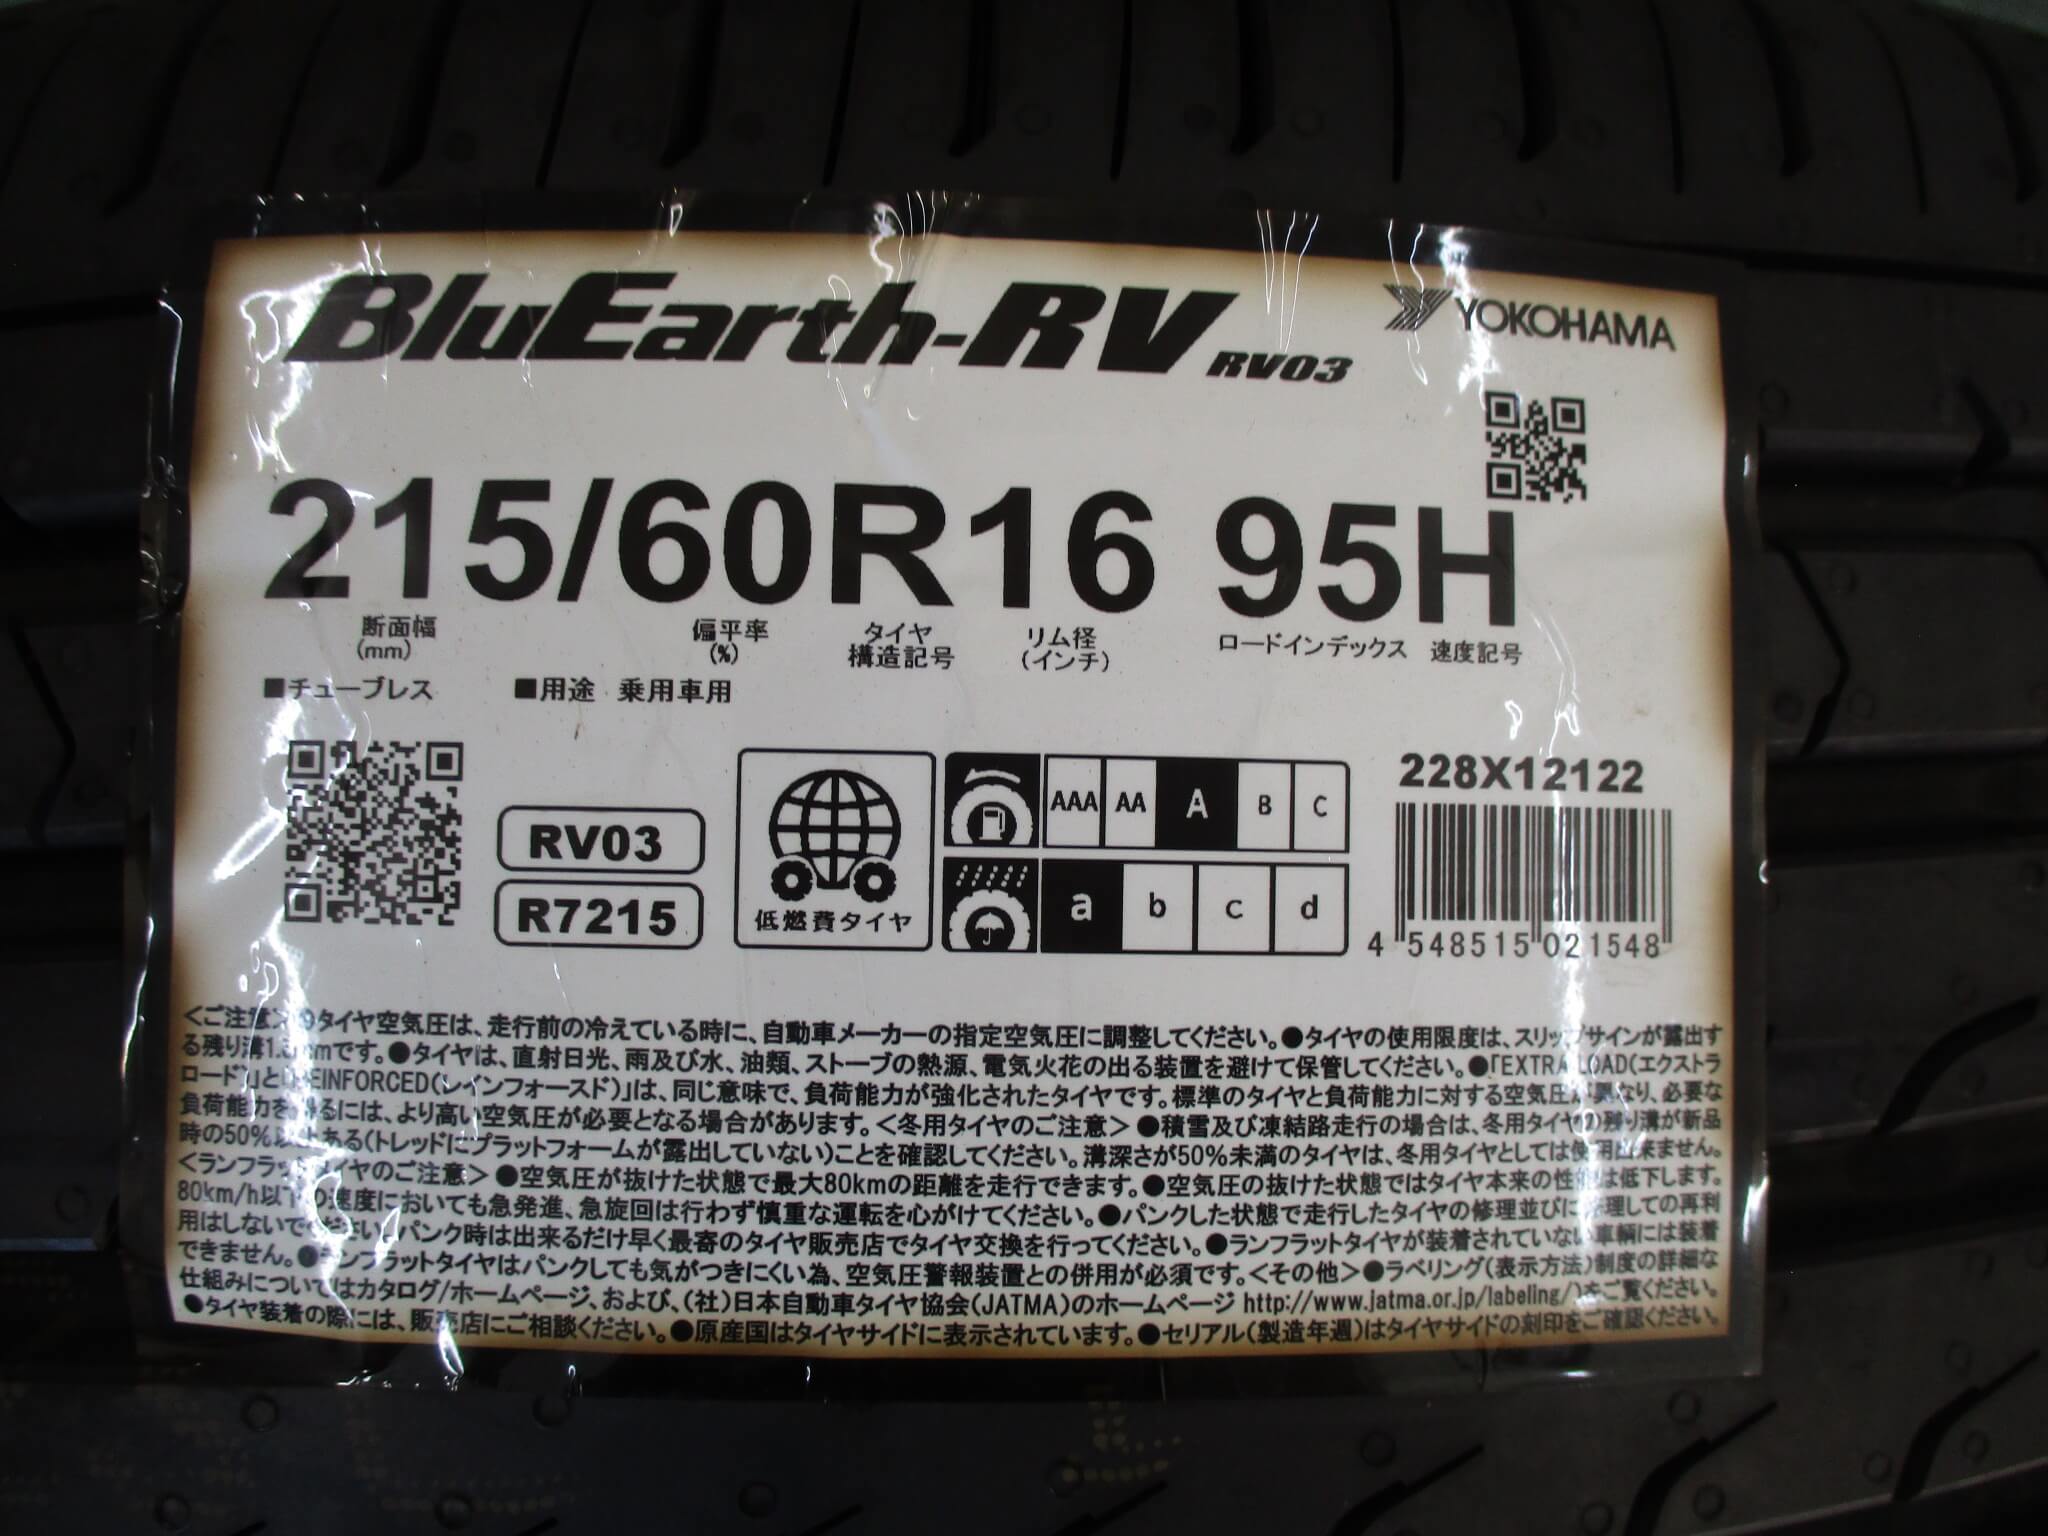 BluEarth-RV RV03
YOKOHAMA
215/60R16 95H
断面幅 偏平率 タイヤ リム径 ロードインデックス 速度記号
(mm) (%) 構造記号 (インチ)
■チューブレス ■用途 乗用車用
228X12122
RV03
R7215
低燃費タイヤ
AAA AA A B C
a b c d
4 548515 021548
<ご注意> タイヤ空気圧は、走行前の冷えている時に、自動車メーカーの指定空気圧に調整してください。●タイヤの使用限度は、スリップサインが露出す
る残り溝1.6mmです。●タイヤは、直射日光、雨及び水、油類、ストーブの熱源、電気火花の出る装置を避けて保管してください。●「EXTRA LOAD(エクストラ
ロード)」と「REINFORCED(レインフォースド)」は、同じ意味で、負荷能力が強化されたタイヤです。標準のタイヤと負荷能力に対する空気圧が異なり、必要な
負荷能力を得るには、より高い空気圧が必要となる場合があります。<冬用タイヤのご注意>●積雪及び凍結路走行の場合は、冬用タイヤの残り溝が新品
時の50%以上ある(トレッドにプラットフォームが露出していない)ことを確認してください。溝深さが50%未満のタイヤは、冬用タイヤとしては使用出来ません。
<ランフラットタイヤのご注意>●空気圧が抜けた状態で最大80kmの距離を走行できます。●空気圧の抜けた状態ではタイヤ本来の性能は低下します。
80km/h以下の速度においても急発進、急旋回は行わず慎重な運転を心がけてください。●パンクした状態で走行したタイヤの修理並びに修理しての再利
用はしないでください。パンク時は出来るだけ早く最寄のタイヤ販売店でタイヤ交換を行ってください。●ランフラットタイヤが装着されていない車輌には装着
できません。●ランフラットタイヤはパンクしても気がつきにくい為、空気圧警報装置との併用が必須です。<その他>●ラベリング(表示方法)制度の詳細な
仕組みについてはカタログ/ホームページ、および、(社)日本自動車タイヤ協会(JATMA)のホームページ http://www.jatma.or.jp/labeling/)をご覧ください。
●タイヤ装着の際には、販売店にご相談ください。●原産国はタイヤサイドに表示されています。●セリアル(製造年週)はタイヤサイドの刻印をご確認ください。